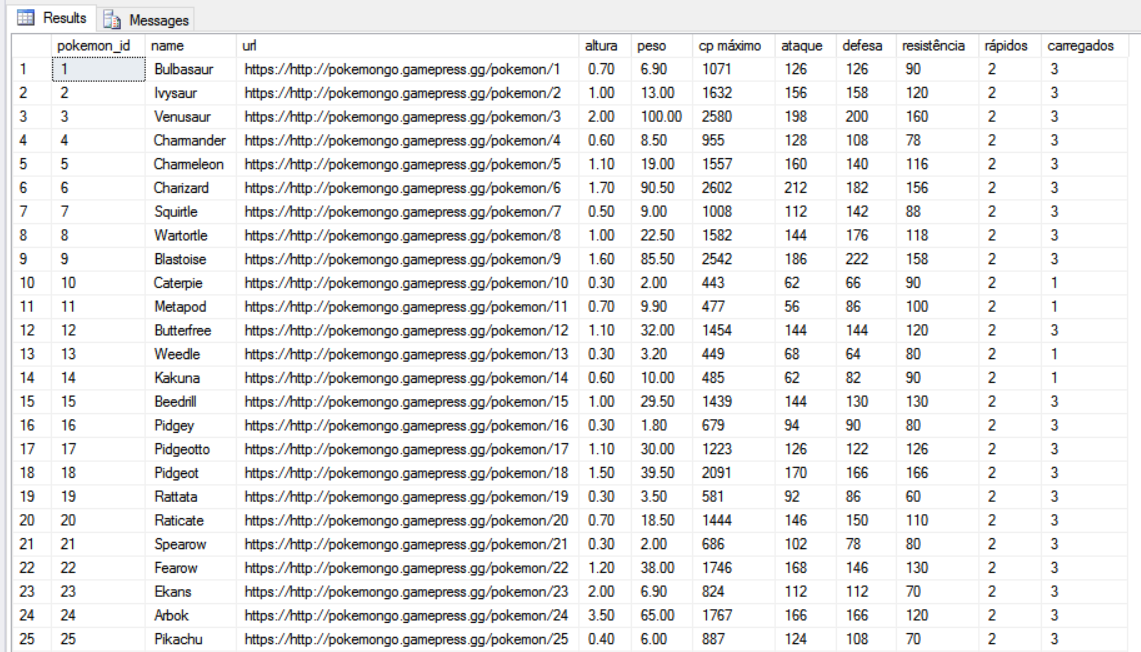 Results Messages
pokemon_id name url altura peso cp máximo ataque defesa resistência rápidos carregados
1 1 Bulbasaur https://http://pokemongo.gamepress.gg/pokemon/1 0.70 6.90 1071 126 126 90 2 3
2 2 Ivysaur https://http://pokemongo.gamepress.gg/pokemon/2 1.00 13.00 1632 156 158 120 2 3
3 3 Venusaur https://http://pokemongo.gamepress.gg/pokemon/3 2.00 100.00 2580 198 200 160 2 3
4 4 Charmander https://http://pokemongo.gamepress.gg/pokemon/4 0.60 8.50 955 128 108 78 2 3
5 5 Charmeleon https://http://pokemongo.gamepress.gg/pokemon/5 1.10 19.00 1557 160 140 116 2 3
6 6 Charizard https://http://pokemongo.gamepress.gg/pokemon/6 1.70 90.50 2602 212 182 156 2 3
7 7 Squirtle https://http://pokemongo.gamepress.gg/pokemon/7 0.50 9.00 1008 112 142 88 2 3
8 8 Wartortle https://http://pokemongo.gamepress.gg/pokemon/8 1.00 22.50 1582 144 176 118 2 3
9 9 Blastoise https://http://pokemongo.gamepress.gg/pokemon/9 1.60 85.50 2542 186 222 158 2 3
10 10 Caterpie https://http://pokemongo.gamepress.gg/pokemon/10 0.30 2.00 443 62 66 90 2 1
11 11 Metapod https://http://pokemongo.gamepress.gg/pokemon/11 0.70 9.90 477 56 86 100 2 1
12 12 Butterfree https://http://pokemongo.gamepress.gg/pokemon/12 1.10 32.00 1454 144 144 120 2 3
13 13 Weedle https://http://pokemongo.gamepress.gg/pokemon/13 0.30 3.20 449 68 64 80 2 1
14 14 Kakuna https://http://pokemongo.gamepress.gg/pokemon/14 0.60 10.00 485 62 82 90 2 1
15 15 Beedrill https://http://pokemongo.gamepress.gg/pokemon/15 1.00 29.50 1439 144 130 130 2 3
16 16 Pidgey https://http://pokemongo.gamepress.gg/pokemon/16 0.30 1.80 679 94 90 80 2 3
17 17 Pidgeotto https://http://pokemongo.gamepress.gg/pokemon/17 1.10 30.00 1223 126 122 126 2 3
18 18 Pidgeot https://http://pokemongo.gamepress.gg/pokemon/18 1.50 39.50 2091 170 166 166 2 3
19 19 Rattata https://http://pokemongo.gamepress.gg/pokemon/19 0.30 3.50 581 92 86 60 2 3
20 20 Raticate https://http://pokemongo.gamepress.gg/pokemon/20 0.70 18.50 1444 146 150 110 2 3
21 21 Spearow https://http://pokemongo.gamepress.gg/pokemon/21 0.30 2.00 686 102 78 80 2 3
22 22 Fearow https://http://pokemongo.gamepress.gg/pokemon/22 1.20 38.00 1746 168 146 130 2 3
23 23 Ekans https://http://pokemongo.gamepress.gg/pokemon/23 2.00 6.90 824 112 112 70 2 3
24 24 Arbok https://http://pokemongo.gamepress.gg/pokemon/24 3.50 65.00 1767 166 166 120 2 3
25 25 Pikachu https://http://pokemongo.gamepress.gg/pokemon/25 0.40 6.00 887 124 108 70 2 3